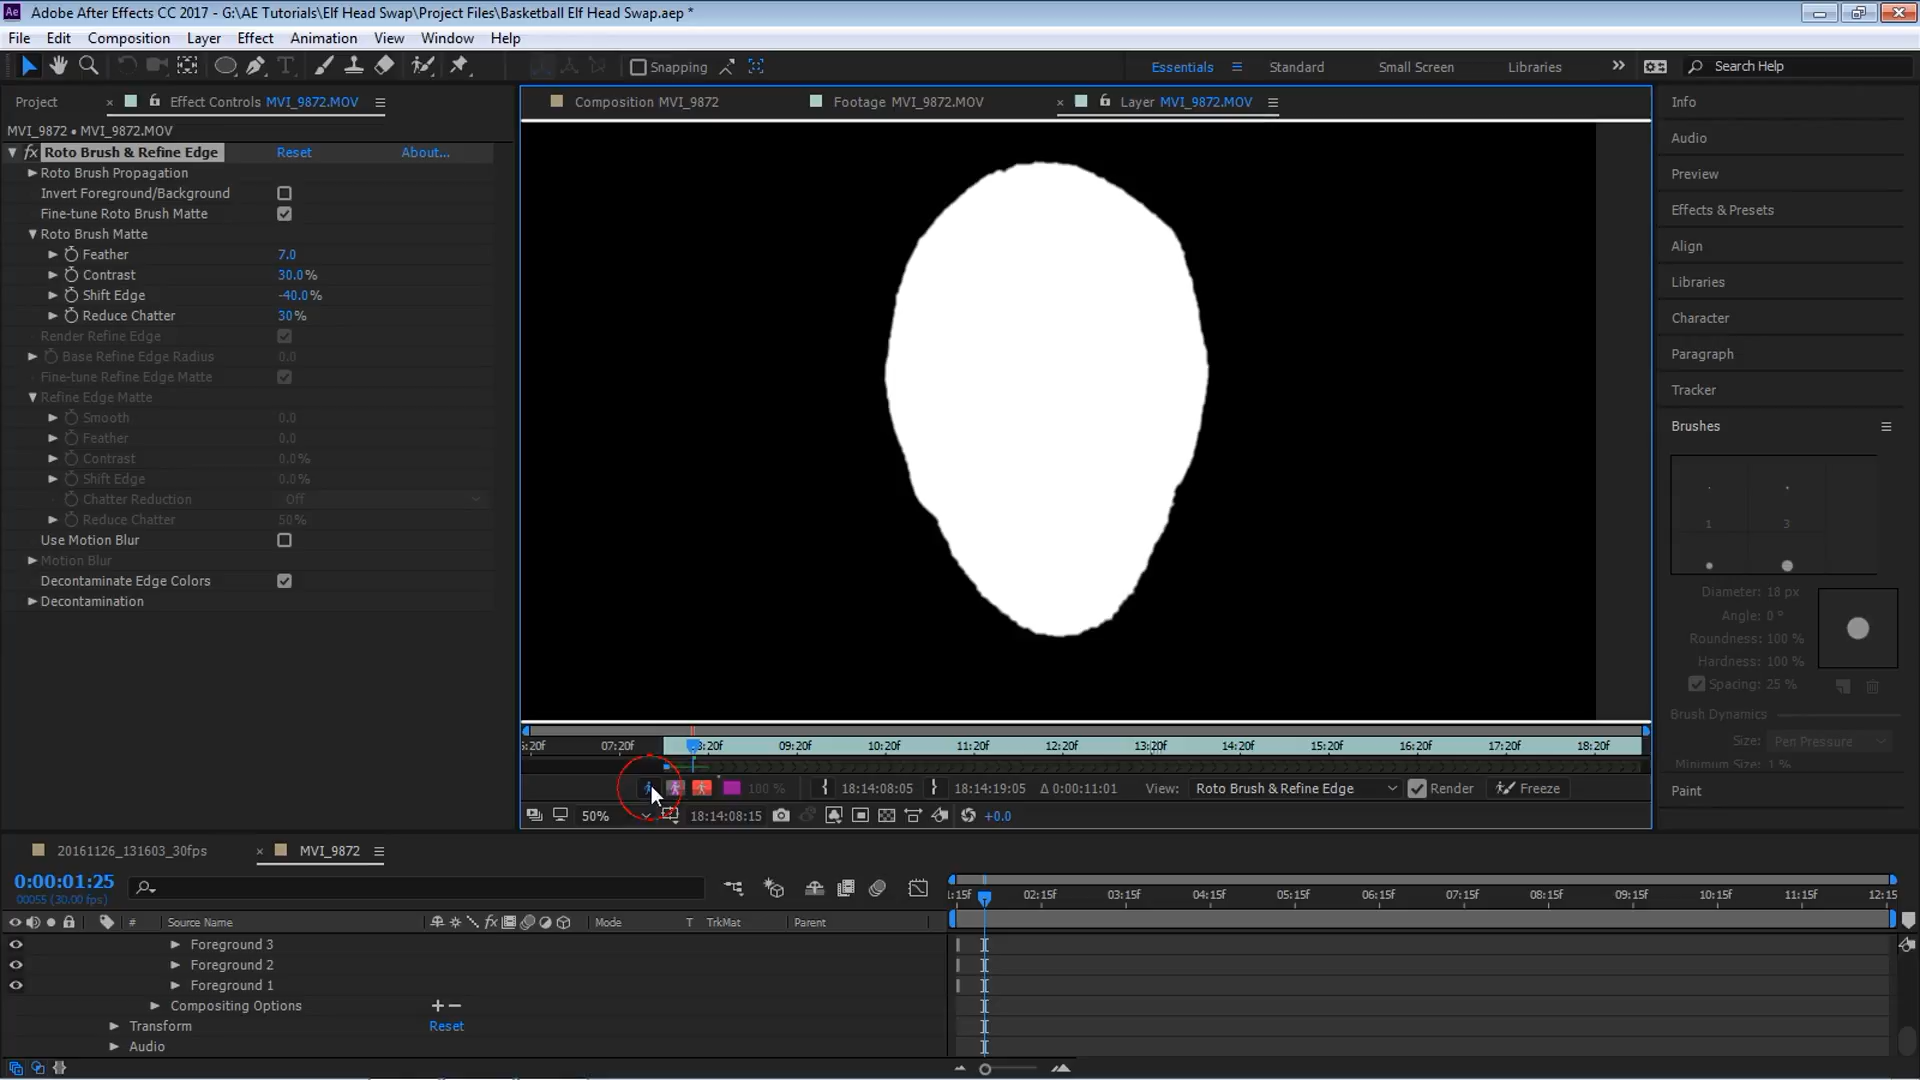 Adobe After Effects CC 2017 - G:\AE Tutorials\Elf Head Swap\Project Files\Basketball Elf Head Swap.aep *
File Edit Composition Layer Effect Animation View Window Help
Snapping
Essentials Standard Small Screen Libraries Search Help
Project Effect Controls MVI_9872.MOV
Composition MVI_9872 Footage MVI_9872.MOV Layer MVI_9872.MOV
MVI_9872 • MVI_9872.MOV
fx Roto Brush & Refine Edge Reset About...
Roto Brush Propagation
Invert Foreground/Background
Fine-tune Roto Brush Matte
Roto Brush Matte
Feather 7.0
Contrast 30.0%
Shift Edge -40.0%
Reduce Chatter 30%
Render Refine Edge
Base Refine Edge Radius 0.0
Fine-tune Refine Edge Matte
Refine Edge Matte
Smooth 0.0
Feather 0.0
Contrast 0.0%
Shift Edge 0.0%
Chatter Reduction Off
Reduce Chatter 50%
Use Motion Blur
Motion Blur
Decontaminate Edge Colors
Decontamination
Info
Audio
Preview
Effects & Presets
Align
Libraries
Character
Paragraph
Tracker
Brushes
1 3
Diameter: 18 px
Angle: 0 °
Roundness: 100 %
Hardness: 100 %
Spacing: 25 %
Brush Dynamics
Size: Pen Pressure
Minimum Size: 1 %
Paint
:20f 07:20f :20f 09:20f 10:20f 11:20f 12:20f 13:20f 14:20f 15:20f 16:20f 17:20f 18:20f
100 % 18:14:08:05 18:14:19:05 Δ 0:00:11:01 View: Roto Brush & Refine Edge Render Freeze
50% 18:14:08:15 +0.0
20161126_131603_30fps MVI_9872
0:00:01:25
00055 (30.00 fps)
:15f 02:15f 03:15f 04:15f 05:15f 06:15f 07:15f 08:15f 09:15f 10:15f 11:15f 12:15
# Source Name fx Mode T TrkMat Parent
Foreground 3
Foreground 2
Foreground 1
Compositing Options
Transform Reset
Audio